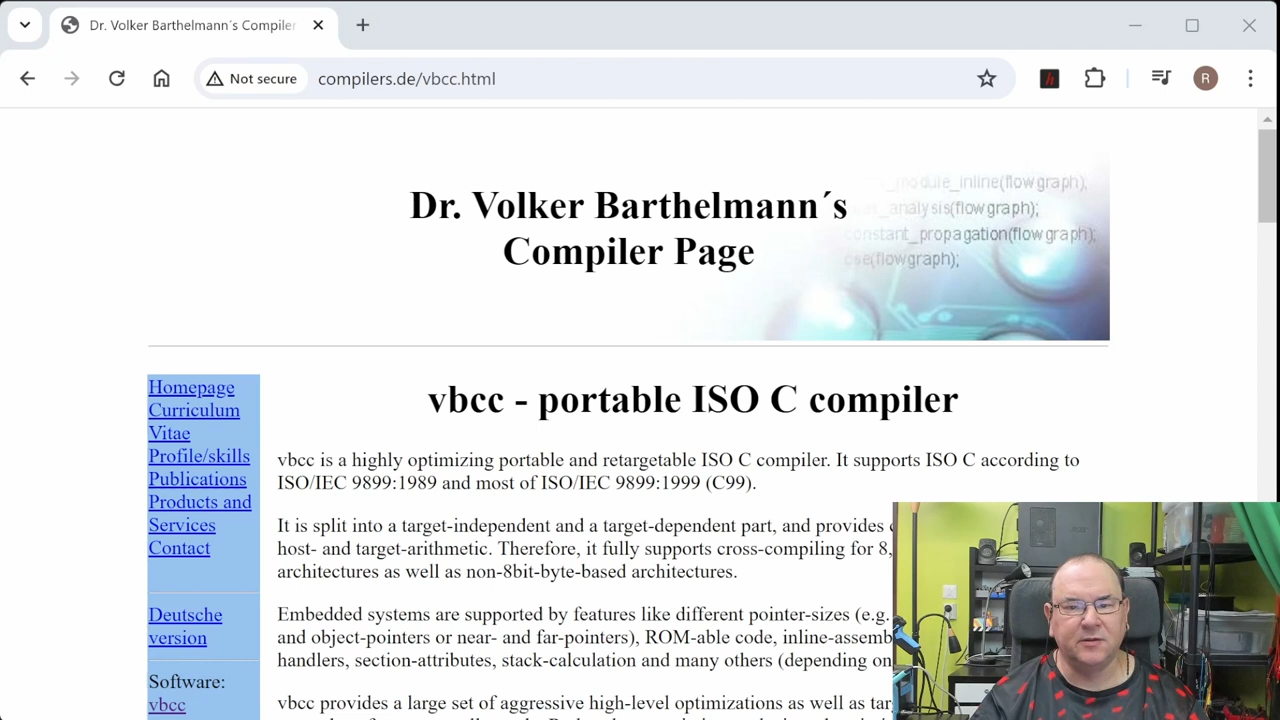 Dr. Volker Barthelmann´s Compiler
Not secure
compilers.de/vbcc.html
R
Dr. Volker Barthelmann´s
Compiler Page
_module_inline(flowgraph);
_analysis(flowgraph);
constant_propagation(flowgraph);
cse(flowgraph);
Homepage
Curriculum
Vitae
Profile/skills
Publications
Products and
Services
Contact
Deutsche
version
Software:
vbcc
vbcc - portable ISO C compiler
vbcc is a highly optimizing portable and retargetable ISO C compiler. It supports ISO C according to
ISO/IEC 9899:1989 and most of ISO/IEC 9899:1999 (C99).
It is split into a target-independent and a target-dependent part, and provides
host- and target-arithmetic. Therefore, it fully supports cross-compiling for 8,
architectures as well as non-8bit-byte-based architectures.
Embedded systems are supported by features like different pointer-sizes (e.g.
and object-pointers or near- and far-pointers), ROM-able code, inline-assemb
handlers, section-attributes, stack-calculation and many others (depending on
vbcc provides a large set of aggressive high-level optimizations as well as tar